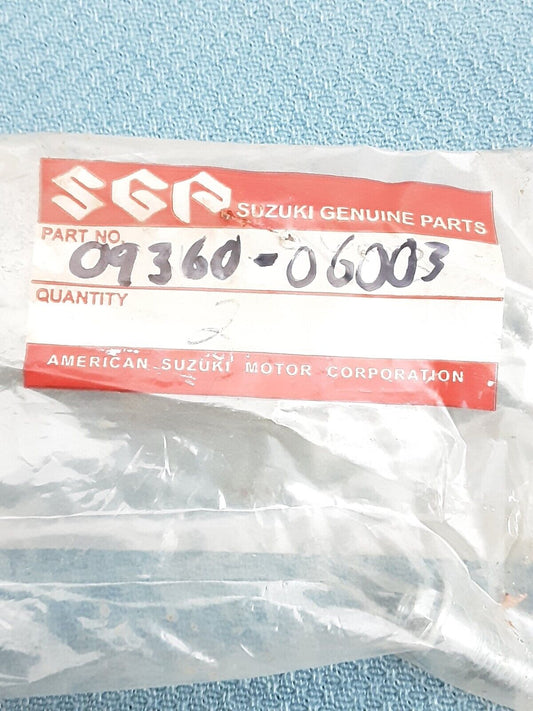 SGP SUZUKI GENUINE PARTS
PART NO. 09360-06003
QUANTITY
2
AMERICAN SUZUKI MOTOR CORPORATION